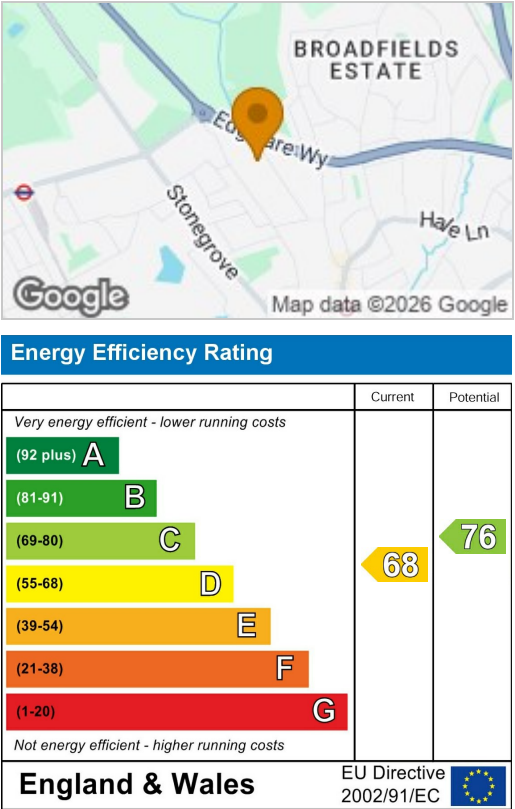 BROADFIELDS
ESTATE
Edgware Wy
Stonegrove
Hale Ln
Google
Map data ©2026 Google
Energy Efficiency Rating
Current Potential
Very energy efficient - lower running costs
(92 plus) A
(81-91) B
(69-80) C
76
68
(55-68) D
(39-54) E
(21-38) F
(1-20) G
Not energy efficient - higher running costs
England & Wales
EU Directive
2002/91/EC